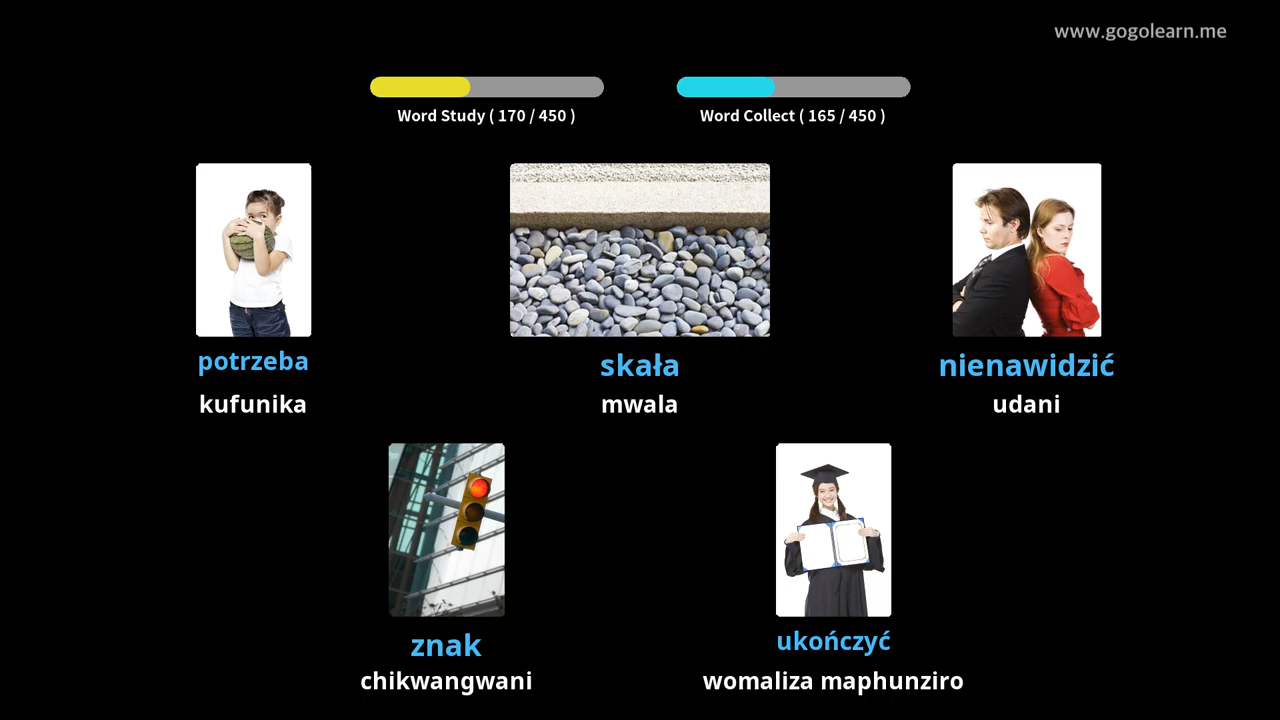 www.gogolearn.me
Word Study ( 170 / 450 )
Word Collect ( 165 / 450 )
potrzeba
kufunika
skała
mwala
nienawidzić
udani
znak
chikwangwani
ukończyć
womaliza maphunziro